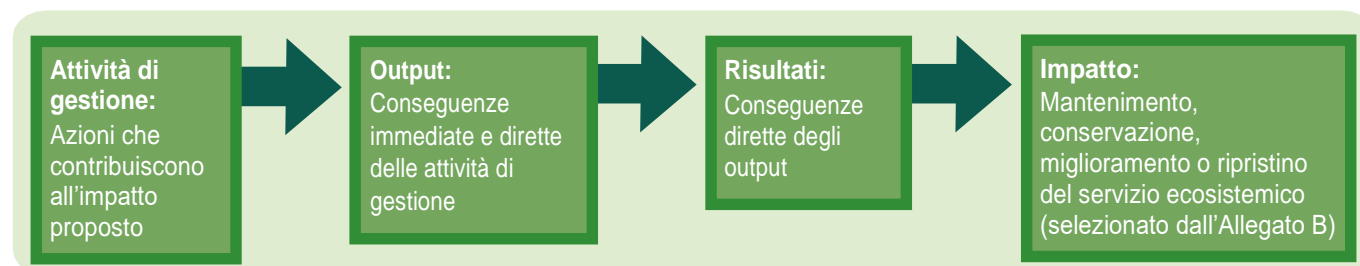 Attività di
gestione:
Azioni che
contribuiscono
all’impatto
proposto
Output:
Conseguenze
immediate e dirette
delle attività di
gestione
Risultati:
Conseguenze
dirette degli
output
Impatto:
Mantenimento,
conservazione,
miglioramento o ripristino
del servizio ecosistemico
(selezionato dall’Allegato B)